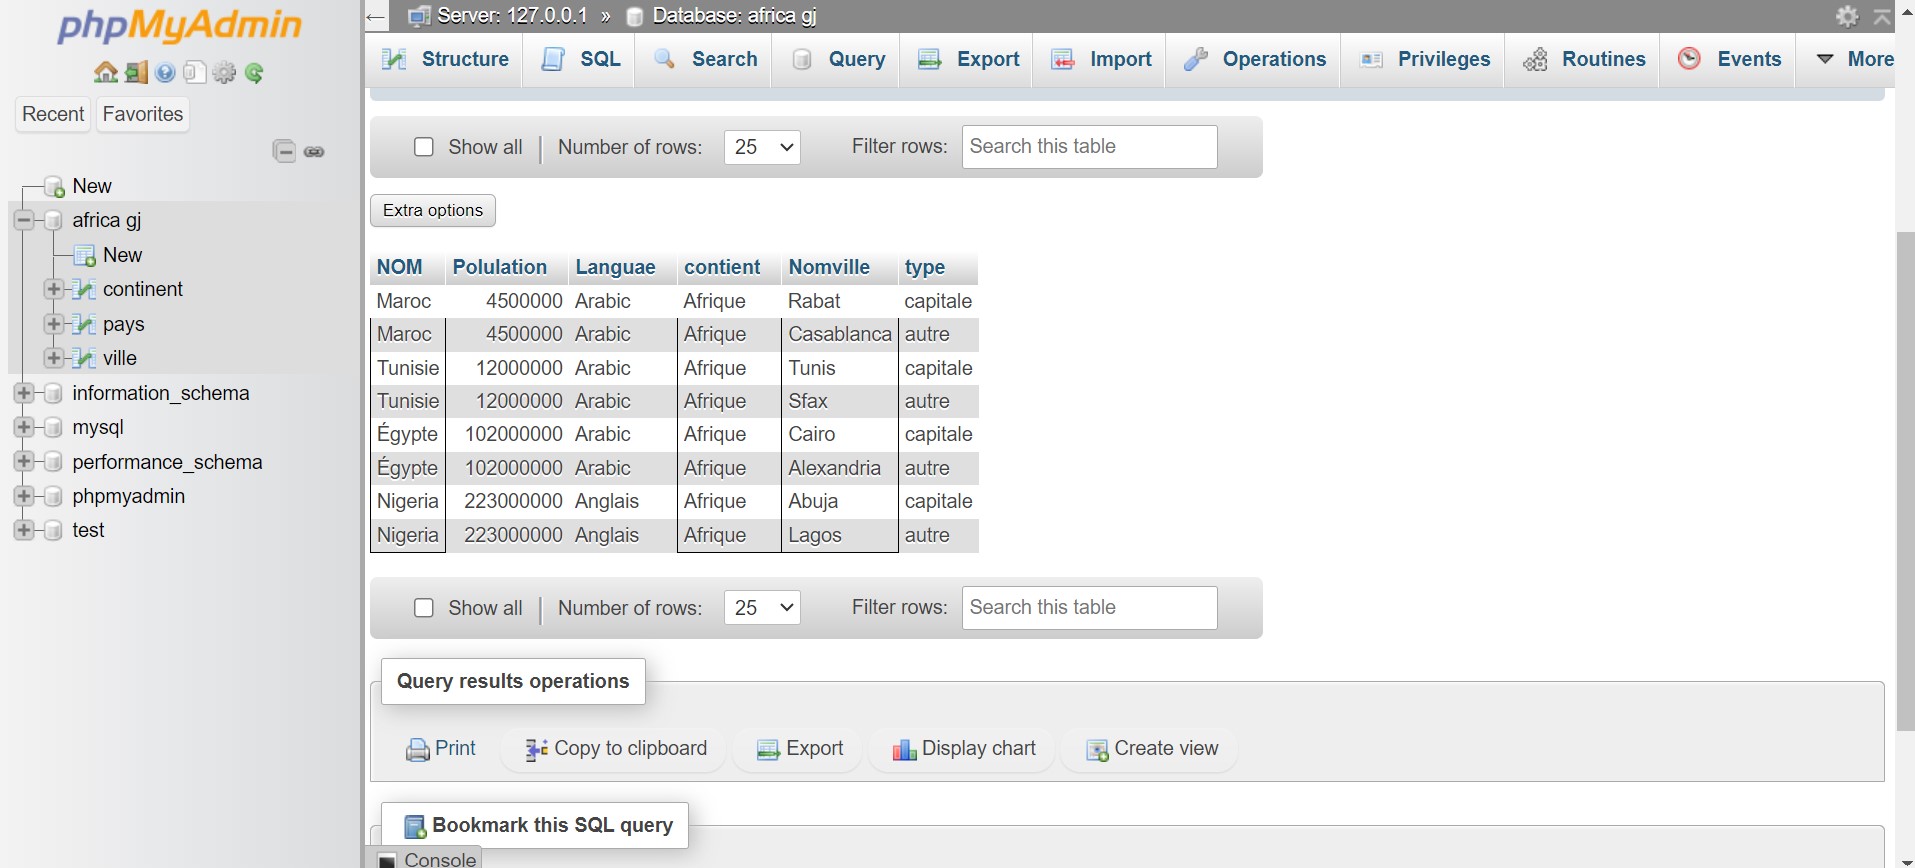 phpMyAdmin
Recent Favorites
New
africa gj
New
continent
pays
ville
information_schema
mysql
performance_schema
phpmyadmin
test
Server: 127.0.0.1 » Database: africa gj
Structure SQL Search Query Export Import Operations Privileges Routines Events More
Show all Number of rows: 25 Filter rows: Search this table
Extra options
NOM Polulation Languae contient Nomville type
Maroc 4500000 Arabic Afrique Rabat capitale
Maroc 4500000 Arabic Afrique Casablanca autre
Tunisie 12000000 Arabic Afrique Tunis capitale
Tunisie 12000000 Arabic Afrique Sfax autre
Égypte 102000000 Arabic Afrique Cairo capitale
Égypte 102000000 Arabic Afrique Alexandria autre
Nigeria 223000000 Anglais Afrique Abuja capitale
Nigeria 223000000 Anglais Afrique Lagos autre
Show all Number of rows: 25 Filter rows: Search this table
Query results operations
Print Copy to clipboard Export Display chart Create view
Bookmark this SQL query
Console